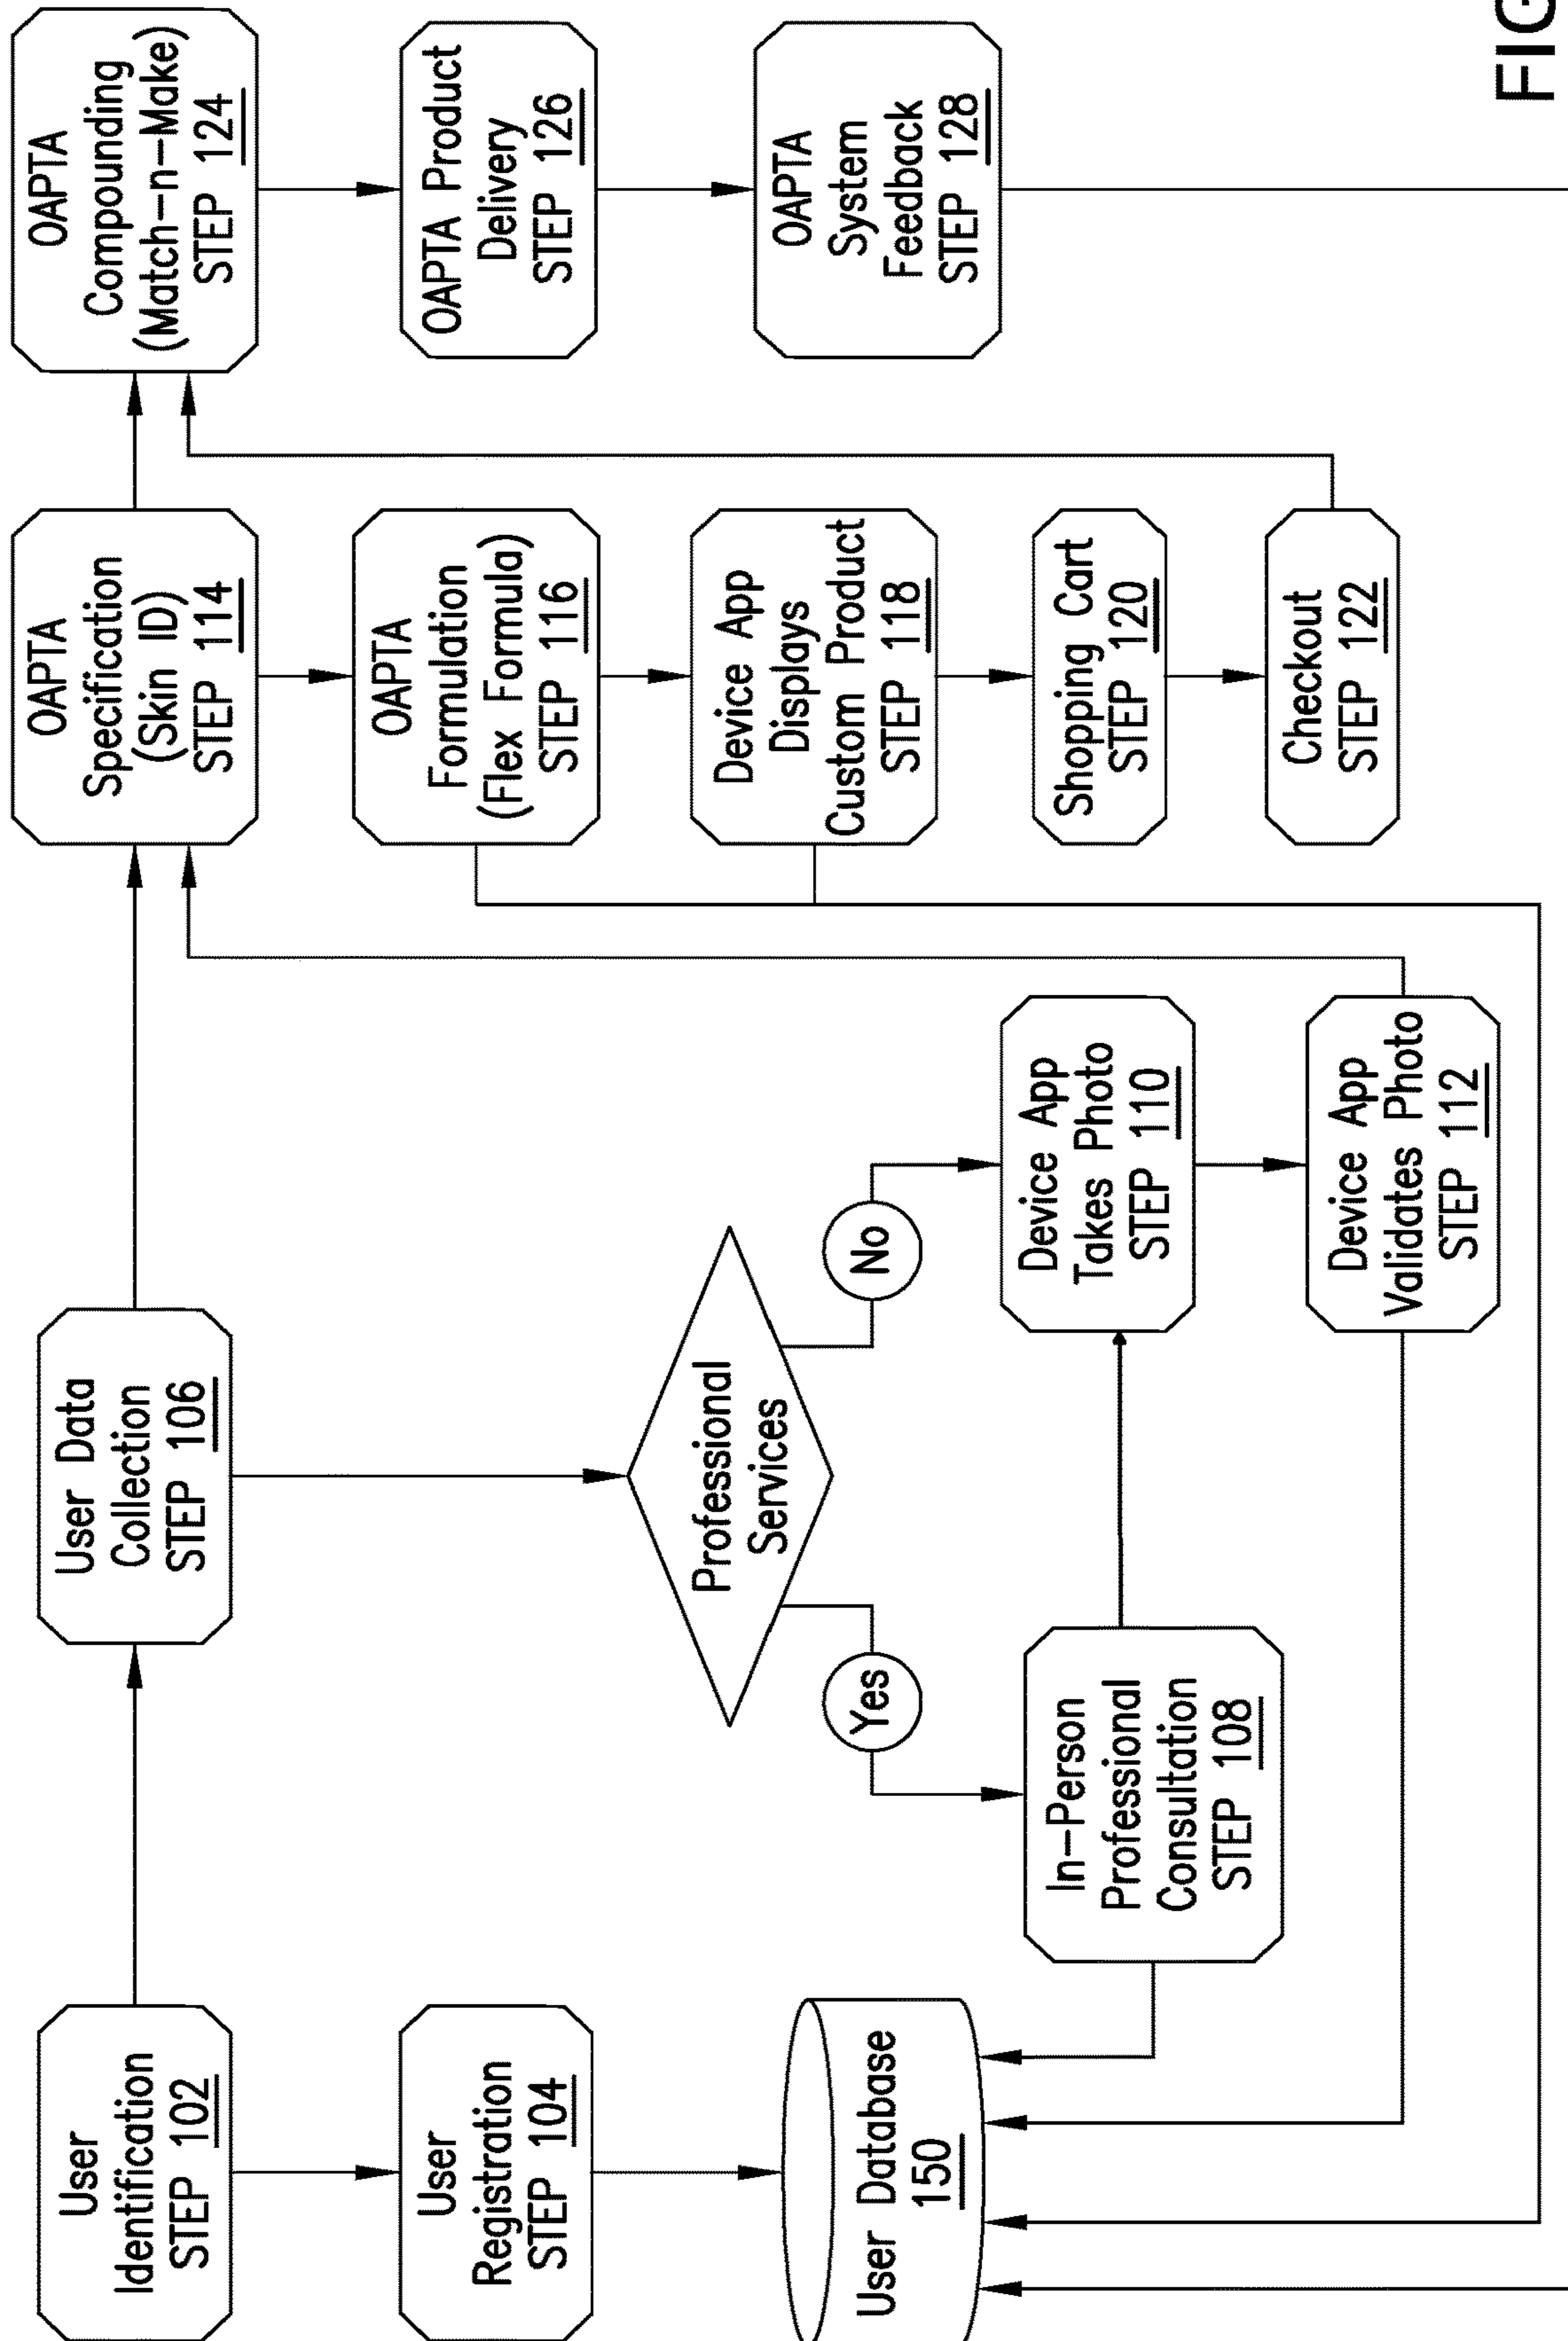 User
Identification
STEP 102
User
Registration
STEP 104
User Database
150
User Data
Collection
STEP 106
Professional
Services
Yes
No
In-Person
Professional
Consultation
STEP 108
Device App
Takes Photo
STEP 110
Device App
Validates Photo
STEP 112
OAPTA
Specification
(Skin ID)
STEP 114
OAPTA
Formulation
(Flex Formula)
STEP 116
Device App
Displays
Custom Product
STEP 118
Shopping Cart
STEP 120
Checkout
STEP 122
OAPTA
Compounding
(Match-n-Make)
STEP 124
OAPTA Product
Delivery
STEP 126
OAPTA
System
Feedback
STEP 128
FIG